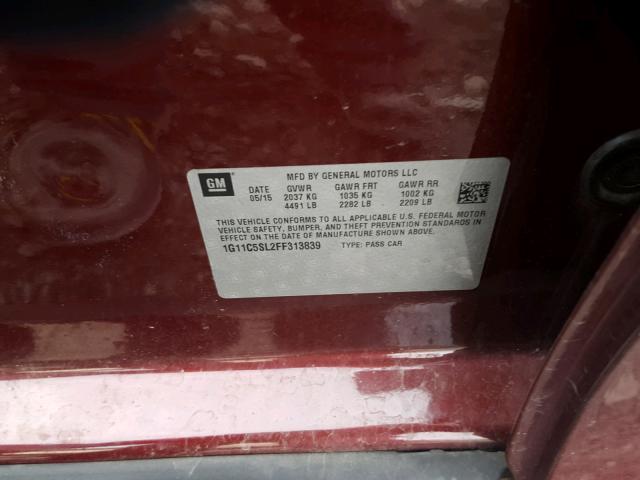 GM
MFD BY GENERAL MOTORS LLC
DATE GVWR GAWR FRT GAWR RR
05/15 2037 KG 1035 KG 1002 KG
4491 LB 2282 LB 2209 LB
THIS VEHICLE CONFORMS TO ALL APPLICABLE U.S. FEDERAL MOTOR
VEHICLE SAFETY, BUMPER, AND THEFT PREVENTION STANDARDS IN
EFFECT ON THE DATE OF MANUFACTURE SHOWN ABOVE.
1G11C5SL2FF313839 TYPE: PASS CAR